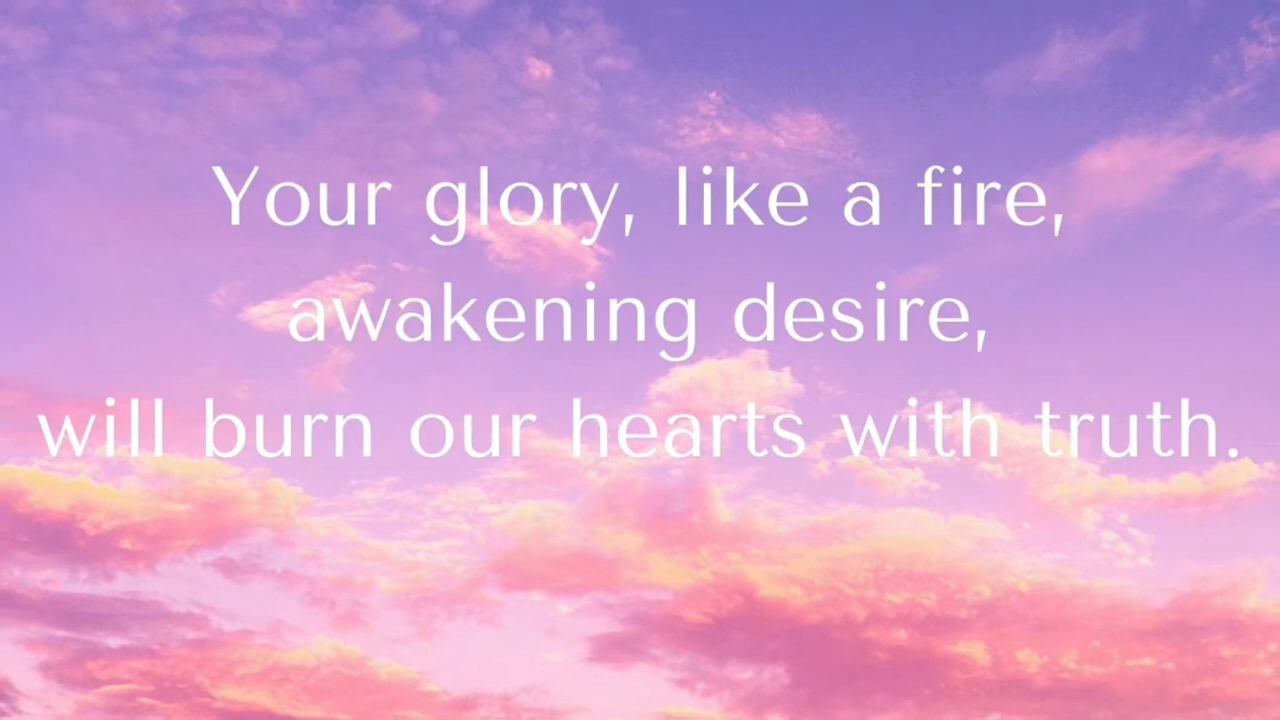 Your glory, like a fire,
awakening desire,
will burn our hearts with truth.